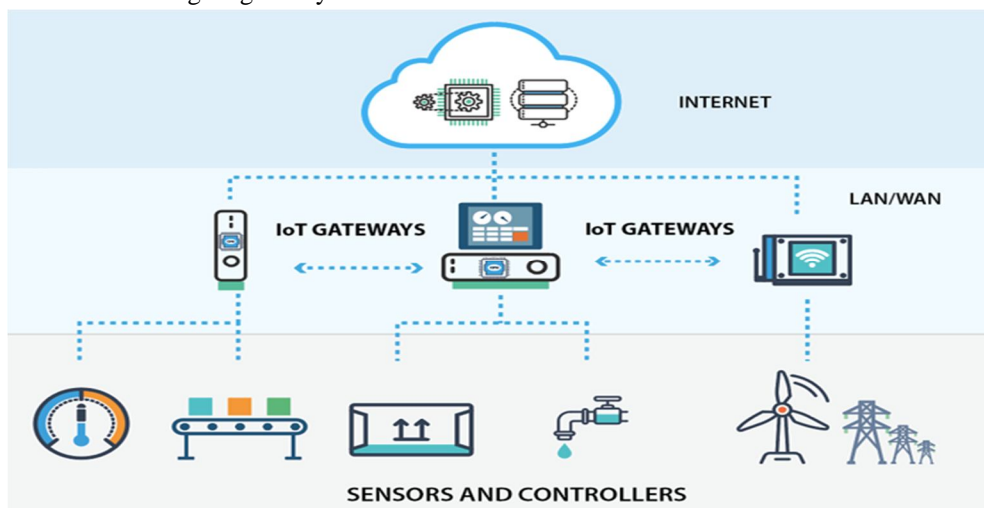 INTERNET
LAN/WAN
IoT GATEWAYS
IoT GATEWAYS
SENSORS AND CONTROLLERS